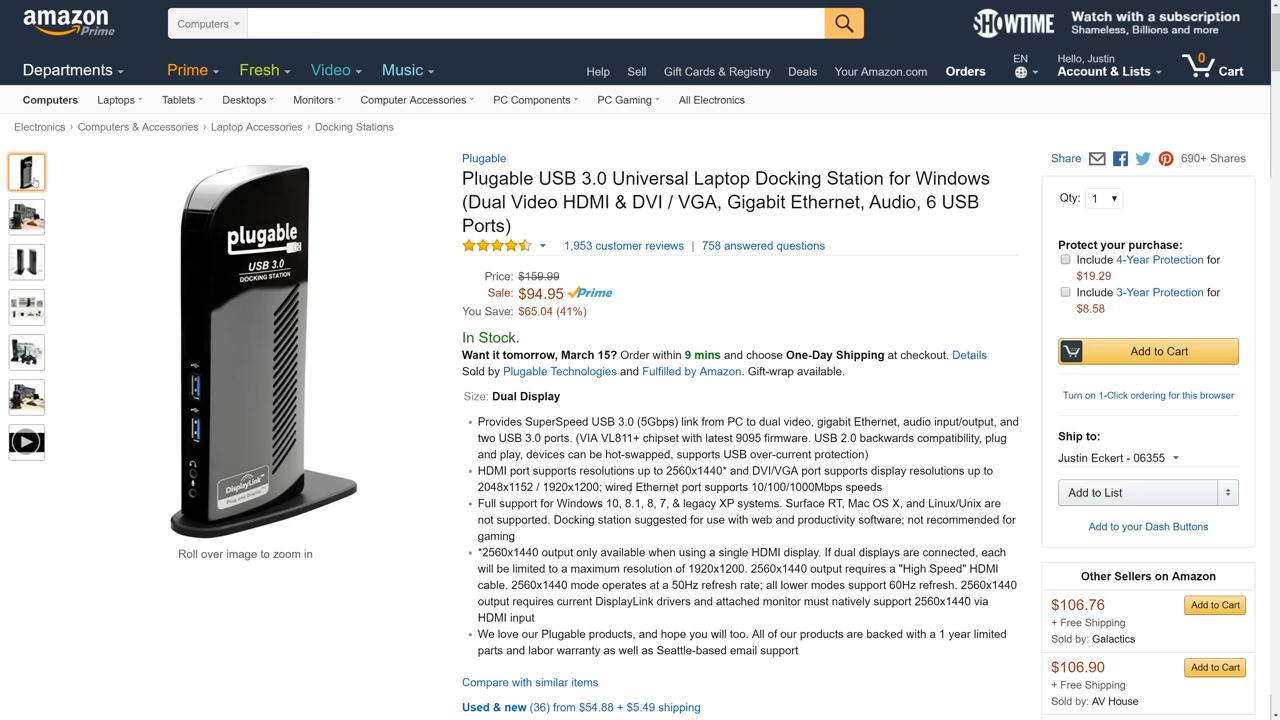 amazon
Prime
Computers
SHOWTIME
Watch with a subscription
Shameless, Billions and more
Departments
Prime
Fresh
Video
Music
Help
Sell
Gift Cards & Registry
Deals
Your Amazon.com
Orders
EN
Hello, Justin
Account & Lists
0
Cart
Computers
Laptops
Tablets
Desktops
Monitors
Computer Accessories
PC Components
PC Gaming
All Electronics
Electronics › Computers & Accessories › Laptop Accessories › Docking Stations
plugable
USB 3.0
DOCKING STATION
DisplayLink
Plug and Display
Roll over image to zoom in
Plugable
Plugable USB 3.0 Universal Laptop Docking Station for Windows
(Dual Video HDMI & DVI / VGA, Gigabit Ethernet, Audio, 6 USB
Ports)
1,953 customer reviews | 758 answered questions
Price: $159.99
Sale: $94.95 Prime
You Save: $65.04 (41%)
In Stock.
Want it tomorrow, March 15? Order within 9 mins and choose One-Day Shipping at checkout. Details
Sold by Plugable Technologies and Fulfilled by Amazon. Gift-wrap available.
Size: Dual Display
• Provides SuperSpeed USB 3.0 (5Gbps) link from PC to dual video, gigabit Ethernet, audio input/output, and
two USB 3.0 ports. (VIA VL811+ chipset with latest 9095 firmware. USB 2.0 backwards compatibility, plug
and play, devices can be hot-swapped, supports USB over-current protection)
• HDMI port supports resolutions up to 2560x1440* and DVI/VGA port supports display resolutions up to
2048x1152 / 1920x1200; wired Ethernet port supports 10/100/1000Mbps speeds
• Full support for Windows 10, 8.1, 8, 7, & legacy XP systems. Surface RT, Mac OS X, and Linux/Unix are
not supported. Docking station suggested for use with web and productivity software; not recommended for
gaming
• *2560x1440 output only available when using a single HDMI display. If dual displays are connected, each
will be limited to a maximum resolution of 1920x1200. 2560x1440 output requires a "High Speed" HDMI
cable. 2560x1440 mode operates at a 50Hz refresh rate; all lower modes support 60Hz refresh. 2560x1440
output requires current DisplayLink drivers and attached monitor must natively support 2560x1440 via
HDMI input
• We love our Plugable products, and hope you will too. All of our products are backed with a 1 year limited
parts and labor warranty as well as Seattle-based email support
Compare with similar items
Used & new (36) from $54.88 + $5.49 shipping
Share
690+ Shares
Qty: 1
Protect your purchase:
Include 4-Year Protection for
$19.29
Include 3-Year Protection for
$8.58
Add to Cart
Turn on 1-Click ordering for this browser
Ship to:
Justin Eckert - 06355
Add to List
Add to your Dash Buttons
Other Sellers on Amazon
$106.76
Add to Cart
+ Free Shipping
Sold by: Galactics
$106.90
Add to Cart
+ Free Shipping
Sold by: AV House